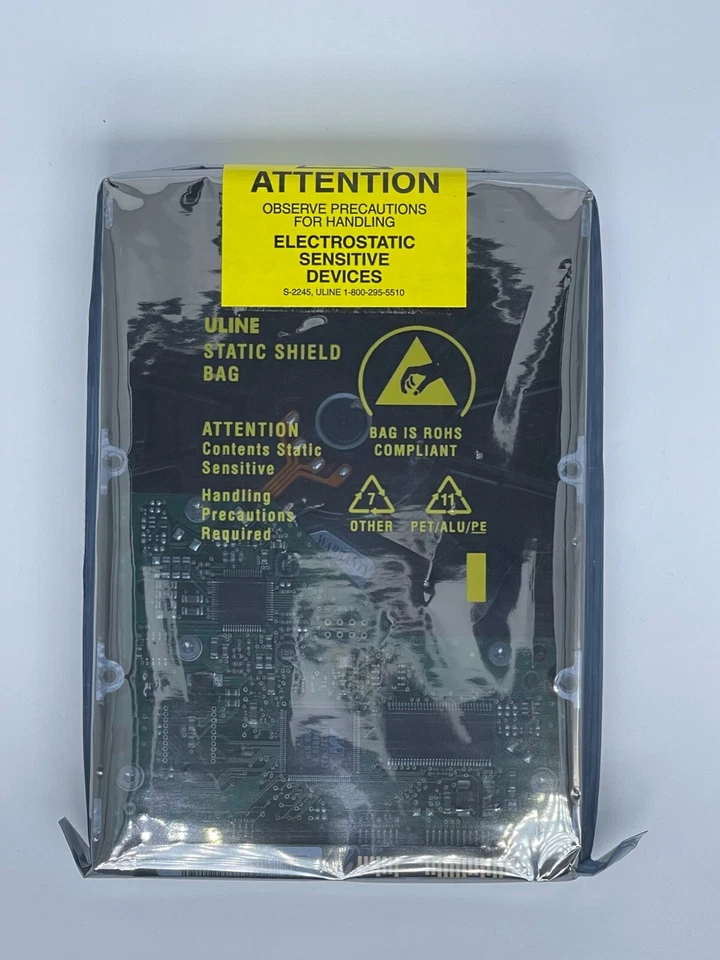 ATTENTION
OBSERVE PRECAUTIONS
FOR HANDLING
ELECTROSTATIC
SENSITIVE
DEVICES
S-2245, ULINE 1-800-295-5510
ULINE
STATIC SHIELD
BAG
ATTENTION
Contents Static
Sensitive
Handling
Precautions
Required
BAG IS ROHS
COMPLIANT
7
OTHER
11
PET/ALU/PE
WARRANTY